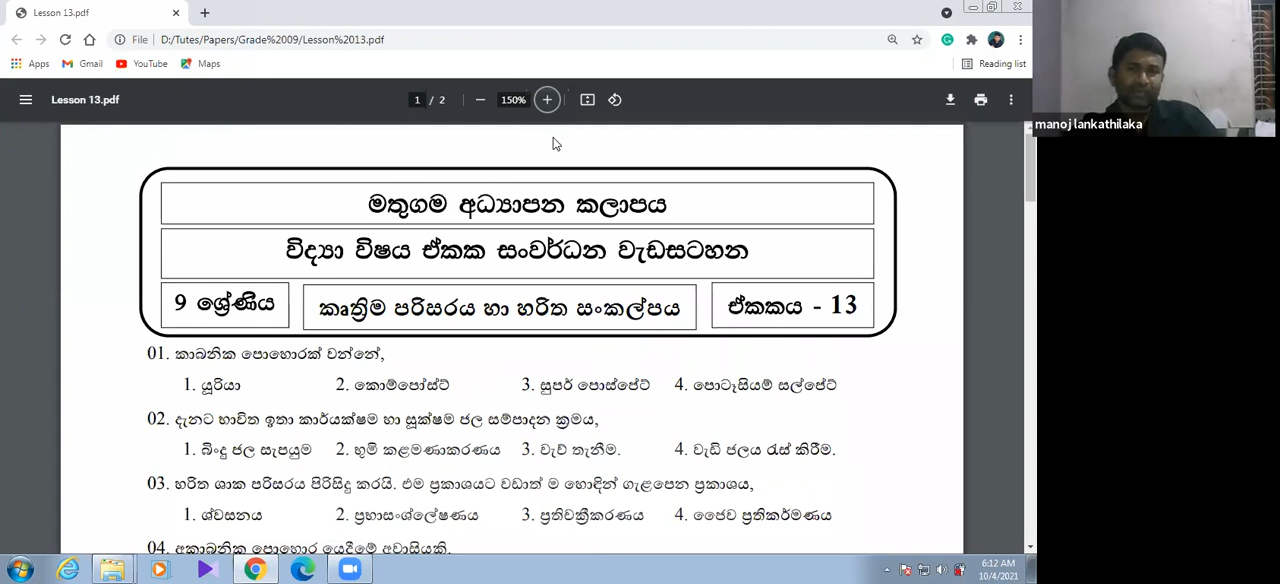 Lesson 13.pdf
File
D:/Tutes/Papers/Grade%2009/Lesson%2013.pdf
Apps
Gmail
YouTube
Maps
Reading list
Lesson 13.pdf
1 / 2
150%
manoj lankathilaka
මතුගම අධ්‍යාපන කලාපය
විද්‍යා විෂය ඒකක සංවර්ධන වැඩසටහන
9 ශ්‍රේණිය
කෘත්‍රිම පරිසරය හා හරිත සංකල්පය
ඒකකය - 13
01. කාබනික පොහොරක් වන්නේ,
1. යූරියා 2. කොම්පෝස්ට් 3. සුපර් පොස්පේට් 4. පොටෑසියම් සල්පේට්
02. දැනට භාවිත ඉතා කාර්යක්ෂම හා සූක්ෂම ජල සම්පාදන ක්‍රමය,
1. බිංදු ජල සැපයුම 2. භූමි කළමණාකරණය 3. වැව් තැනීම. 4. වැඩි ජලය රැස් කිරීම.
03. හරිත ශාක පරිසරය පිරිසිදු කරයි. එම ප්‍රකාශයට වඩාත් ම හොඳින් ගැළපෙන ප්‍රකාශය,
1. ශ්වසනය 2. ප්‍රභාසංශ්ලේෂණය 3. ප්‍රතිචක්‍රීකරණය 4. ජෛව ප්‍රතිකර්මණය
04. අකාබනික පොහොර යෙදීමේ අවාසියකි.
6:12 AM
10/4/2021